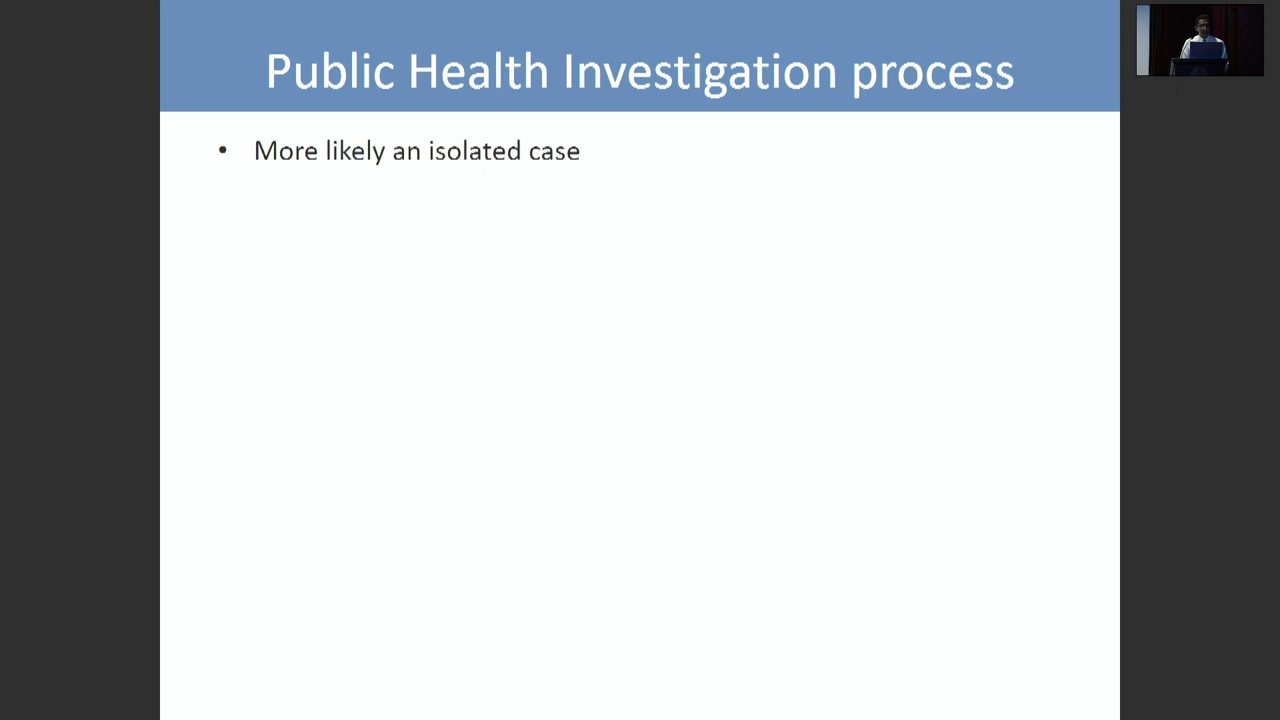 Public Health Investigation process
• More likely an isolated case